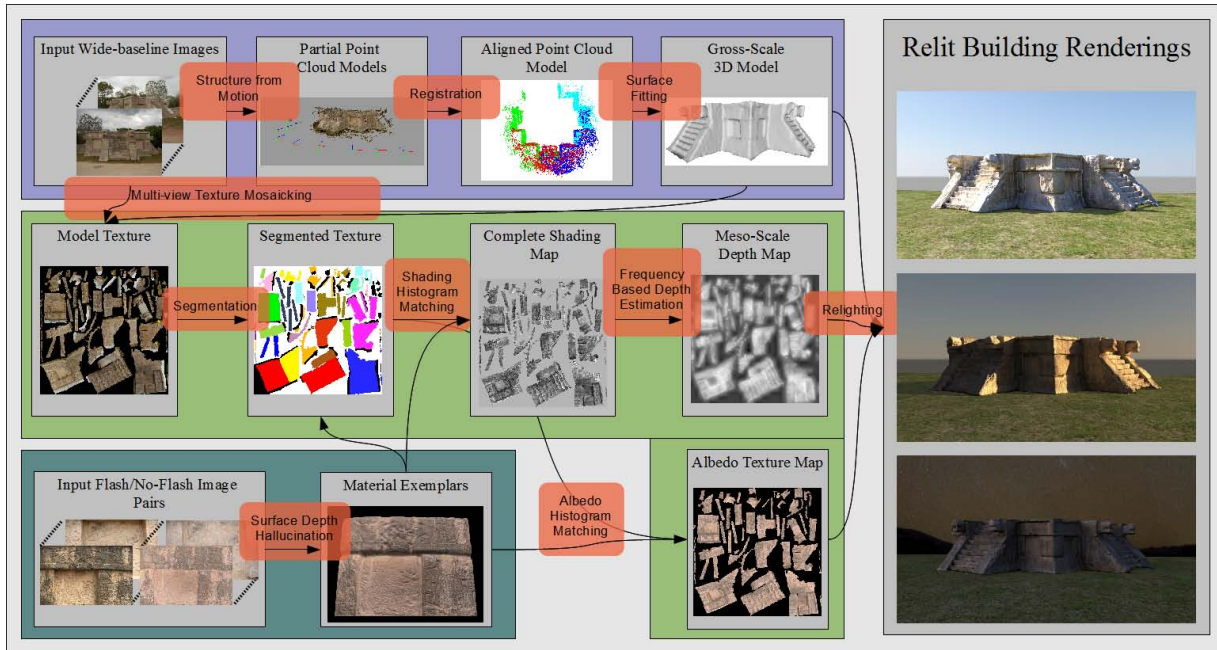 Input Wide-baseline Images
Structure from
Motion
Partial Point
Cloud Models
Registration
Aligned Point Cloud
Model
Surface
Fitting
Gross-Scale
3D Model
Relit Building Renderings
Multi-view Texture Mosaicking
Model Texture
Segmentation
Segmented Texture
Shading
Histogram
Matching
Complete Shading
Map
Frequency
Based Depth
Estimation
Meso-Scale
Depth Map
Relighting
Input Flash/No-Flash Image
Pairs
Surface Depth
Hallucination
Material Exemplars
Albedo
Histogram
Matching
Albedo Texture Map